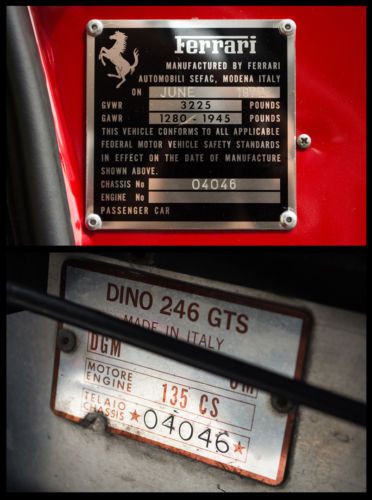 Ferrari
MANUFACTURED BY FERRARI
AUTOMOBILI SEFAC, MODENA ITALY
ON JUNE
GVWR 3225 POUNDS
GAWR 1280 - 1945 POUNDS
THIS VEHICLE CONFORMS TO ALL APPLICABLE
FEDERAL MOTOR VEHICLE SAFETY STANDARDS
IN EFFECT ON THE DATE OF MANUFACTURE
SHOWN ABOVE.
CHASSIS No 04046
ENGINE No
PASSENGER CAR
DINO 246 GTS
MADE IN ITALY
DGM
MOTORE
ENGINE 135 CS
TELAIO
CHASSIS ★04046★